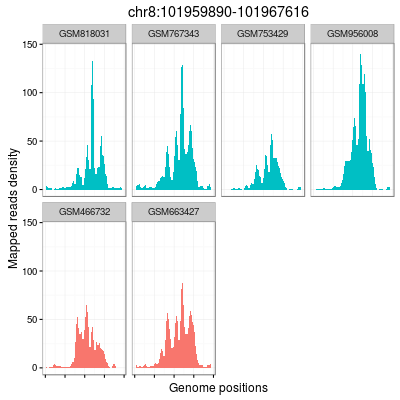 chr8:101959890-101967616
GSM818031 GSM767343 GSM753429 GSM956008
150
100
50
0
GSM466732 GSM663427
150
100
50
0
Mapped reads density
Genome positions